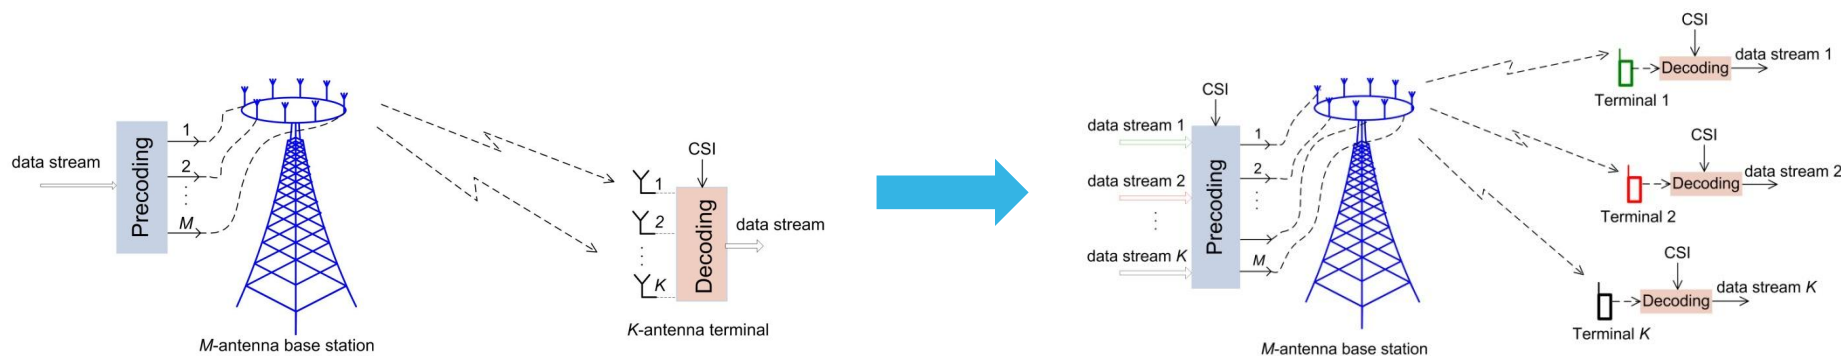 data stream
Precoding
1
2
⋮
M
M-antenna base station
CSI
1
2
⋮
K
Decoding
data stream
K-antenna terminal
CSI
data stream 1
data stream 2
⋮
data stream K
Precoding
1
2
⋮
M
M-antenna base station
CSI
Decoding
data stream 1
Terminal 1
CSI
Decoding
data stream 2
Terminal 2
CSI
Decoding
data stream K
Terminal K